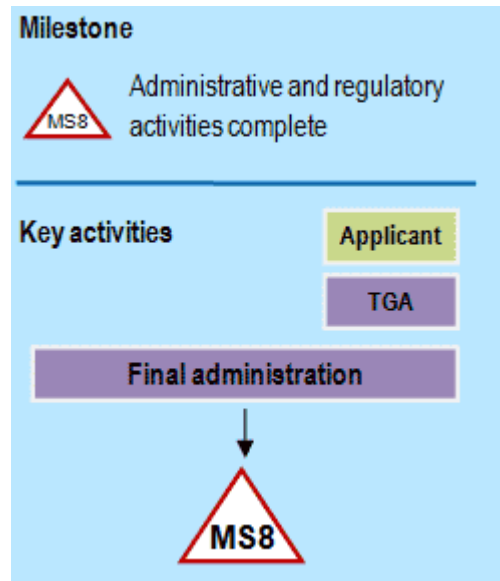 Milestone
MS8
Administrative and regulatory
activities complete
Key activities
Applicant
TGA
Final administration
MS8